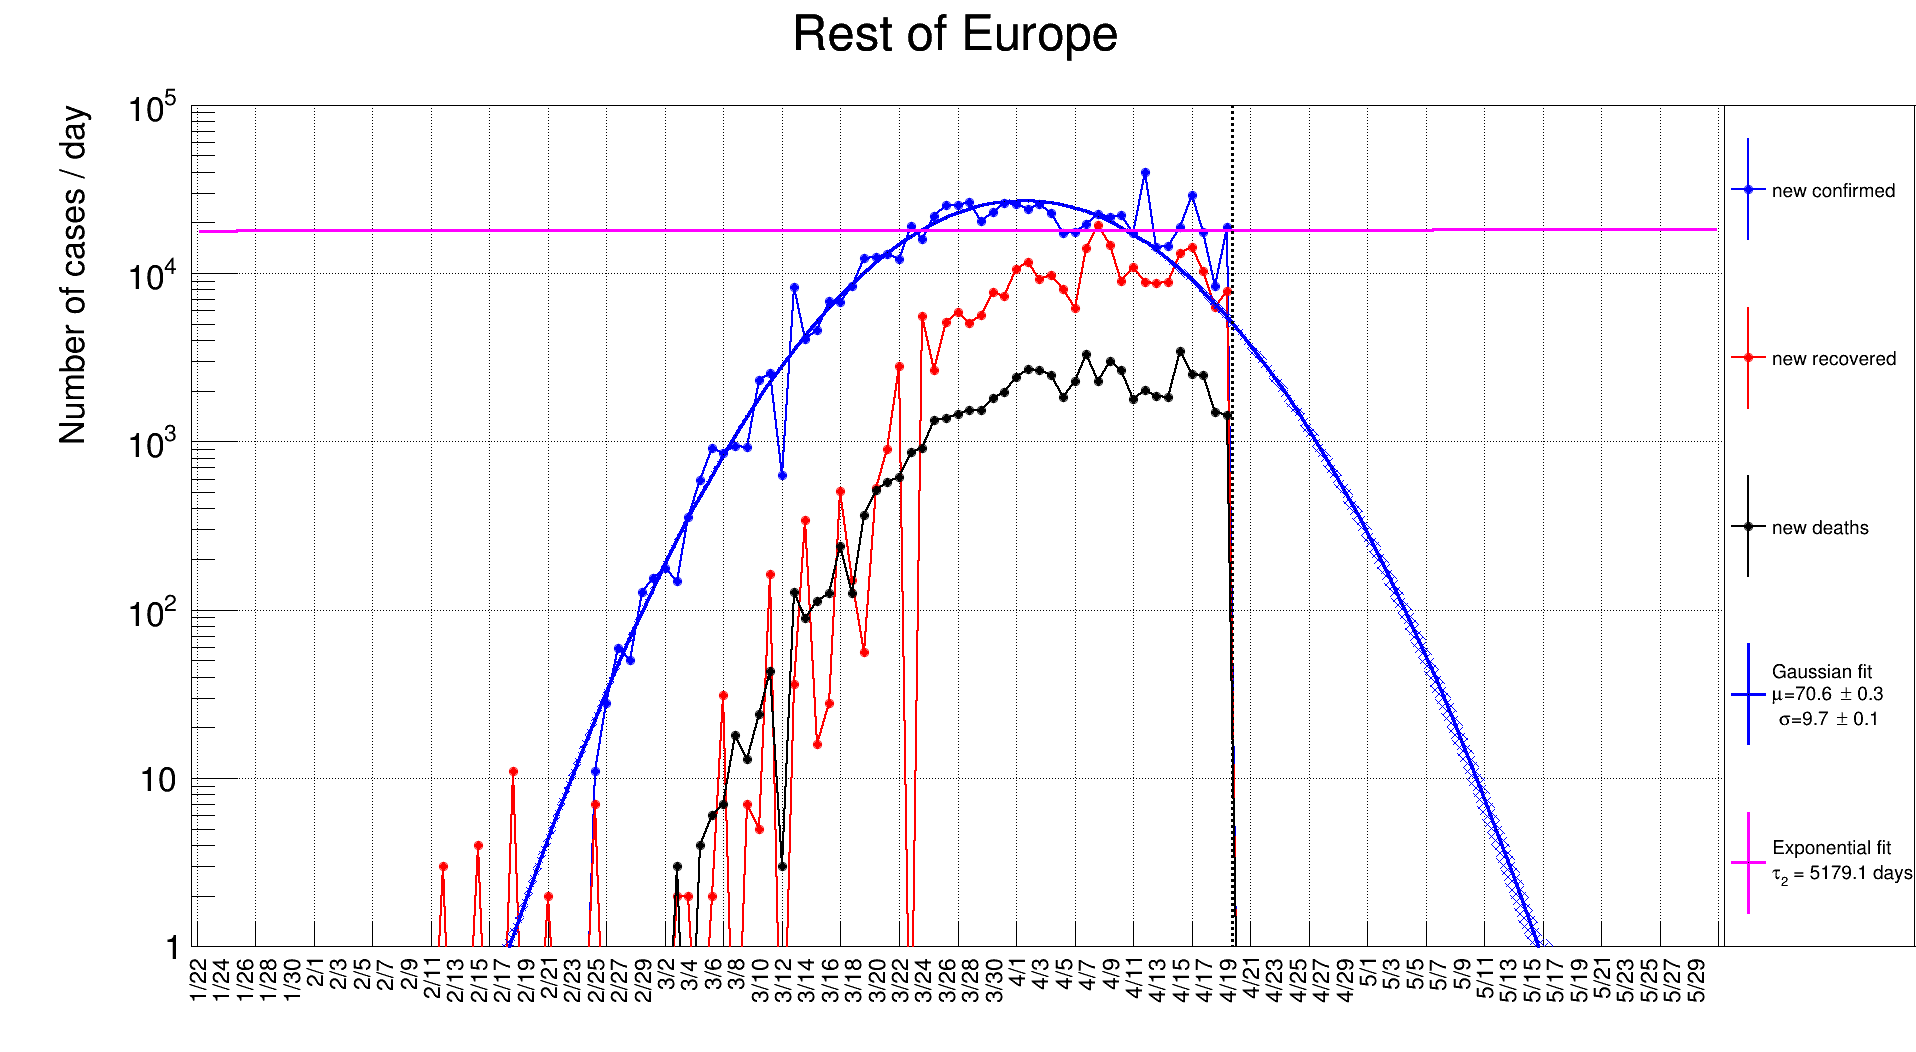 Rest of Europe
Number of cases / day
10⁵
10⁴
10³
10²
10
1
1/22 1/24 1/26 1/28 1/30 2/1 2/3 2/5 2/7 2/9 2/11 2/13 2/15 2/17 2/19 2/21 2/23 2/25 2/27 2/29 3/2 3/4 3/6 3/8 3/10 3/12 3/14 3/16 3/18 3/20 3/22 3/24 3/26 3/28 3/30 4/1 4/3 4/5 4/7 4/9 4/11 4/13 4/15 4/17 4/19 4/21 4/23 4/25 4/27 4/29 5/1 5/3 5/5 5/7 5/9 5/11 5/13 5/15 5/17 5/19 5/21 5/23 5/25 5/27 5/29
new confirmed
new recovered
new deaths
Gaussian fit
μ=70.6 ± 0.3
σ=9.7 ± 0.1
Exponential fit
τ₂ = 5179.1 days